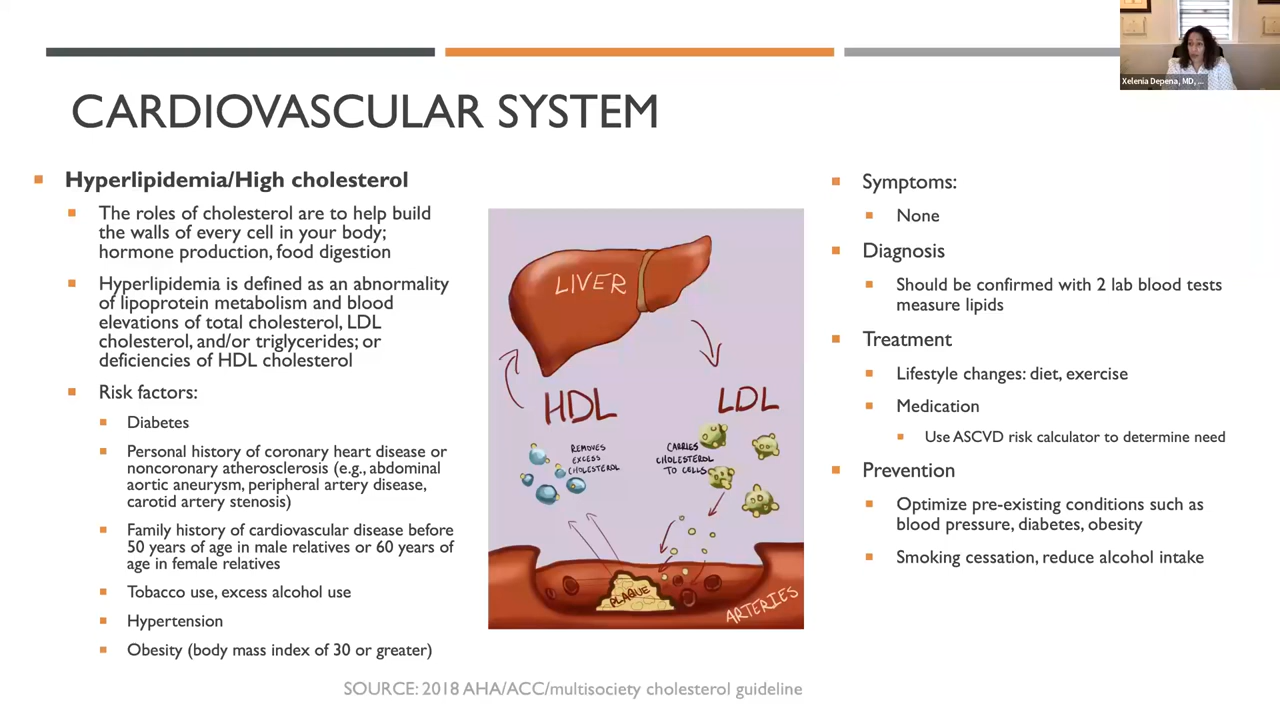 Xelenia Depena, MD, ...
CARDIOVASCULAR SYSTEM
Hyperlipidemia/High cholesterol
The roles of cholesterol are to help build
the walls of every cell in your body;
hormone production, food digestion
Hyperlipidemia is defined as an abnormality
of lipoprotein metabolism and blood
elevations of total cholesterol, LDL
cholesterol, and/or triglycerides; or
deficiencies of HDL cholesterol
Risk factors:
Diabetes
Personal history of coronary heart disease or
noncoronary atherosclerosis (e.g., abdominal
aortic aneurysm, peripheral artery disease,
carotid artery stenosis)
Family history of cardiovascular disease before
50 years of age in male relatives or 60 years of
age in female relatives
Tobacco use, excess alcohol use
Hypertension
Obesity (body mass index of 30 or greater)
LIVER
HDL
REMOVES
EXCESS
CHOLESTEROL
LDL
CARRIES
CHOLESTEROL
TO CELLS
PLAQUE
ARTERIES
Symptoms:
None
Diagnosis
Should be confirmed with 2 lab blood tests
measure lipids
Treatment
Lifestyle changes: diet, exercise
Medication
Use ASCVD risk calculator to determine need
Prevention
Optimize pre-existing conditions such as
blood pressure, diabetes, obesity
Smoking cessation, reduce alcohol intake
SOURCE: 2018 AHA/ACC/multisociety cholesterol guideline